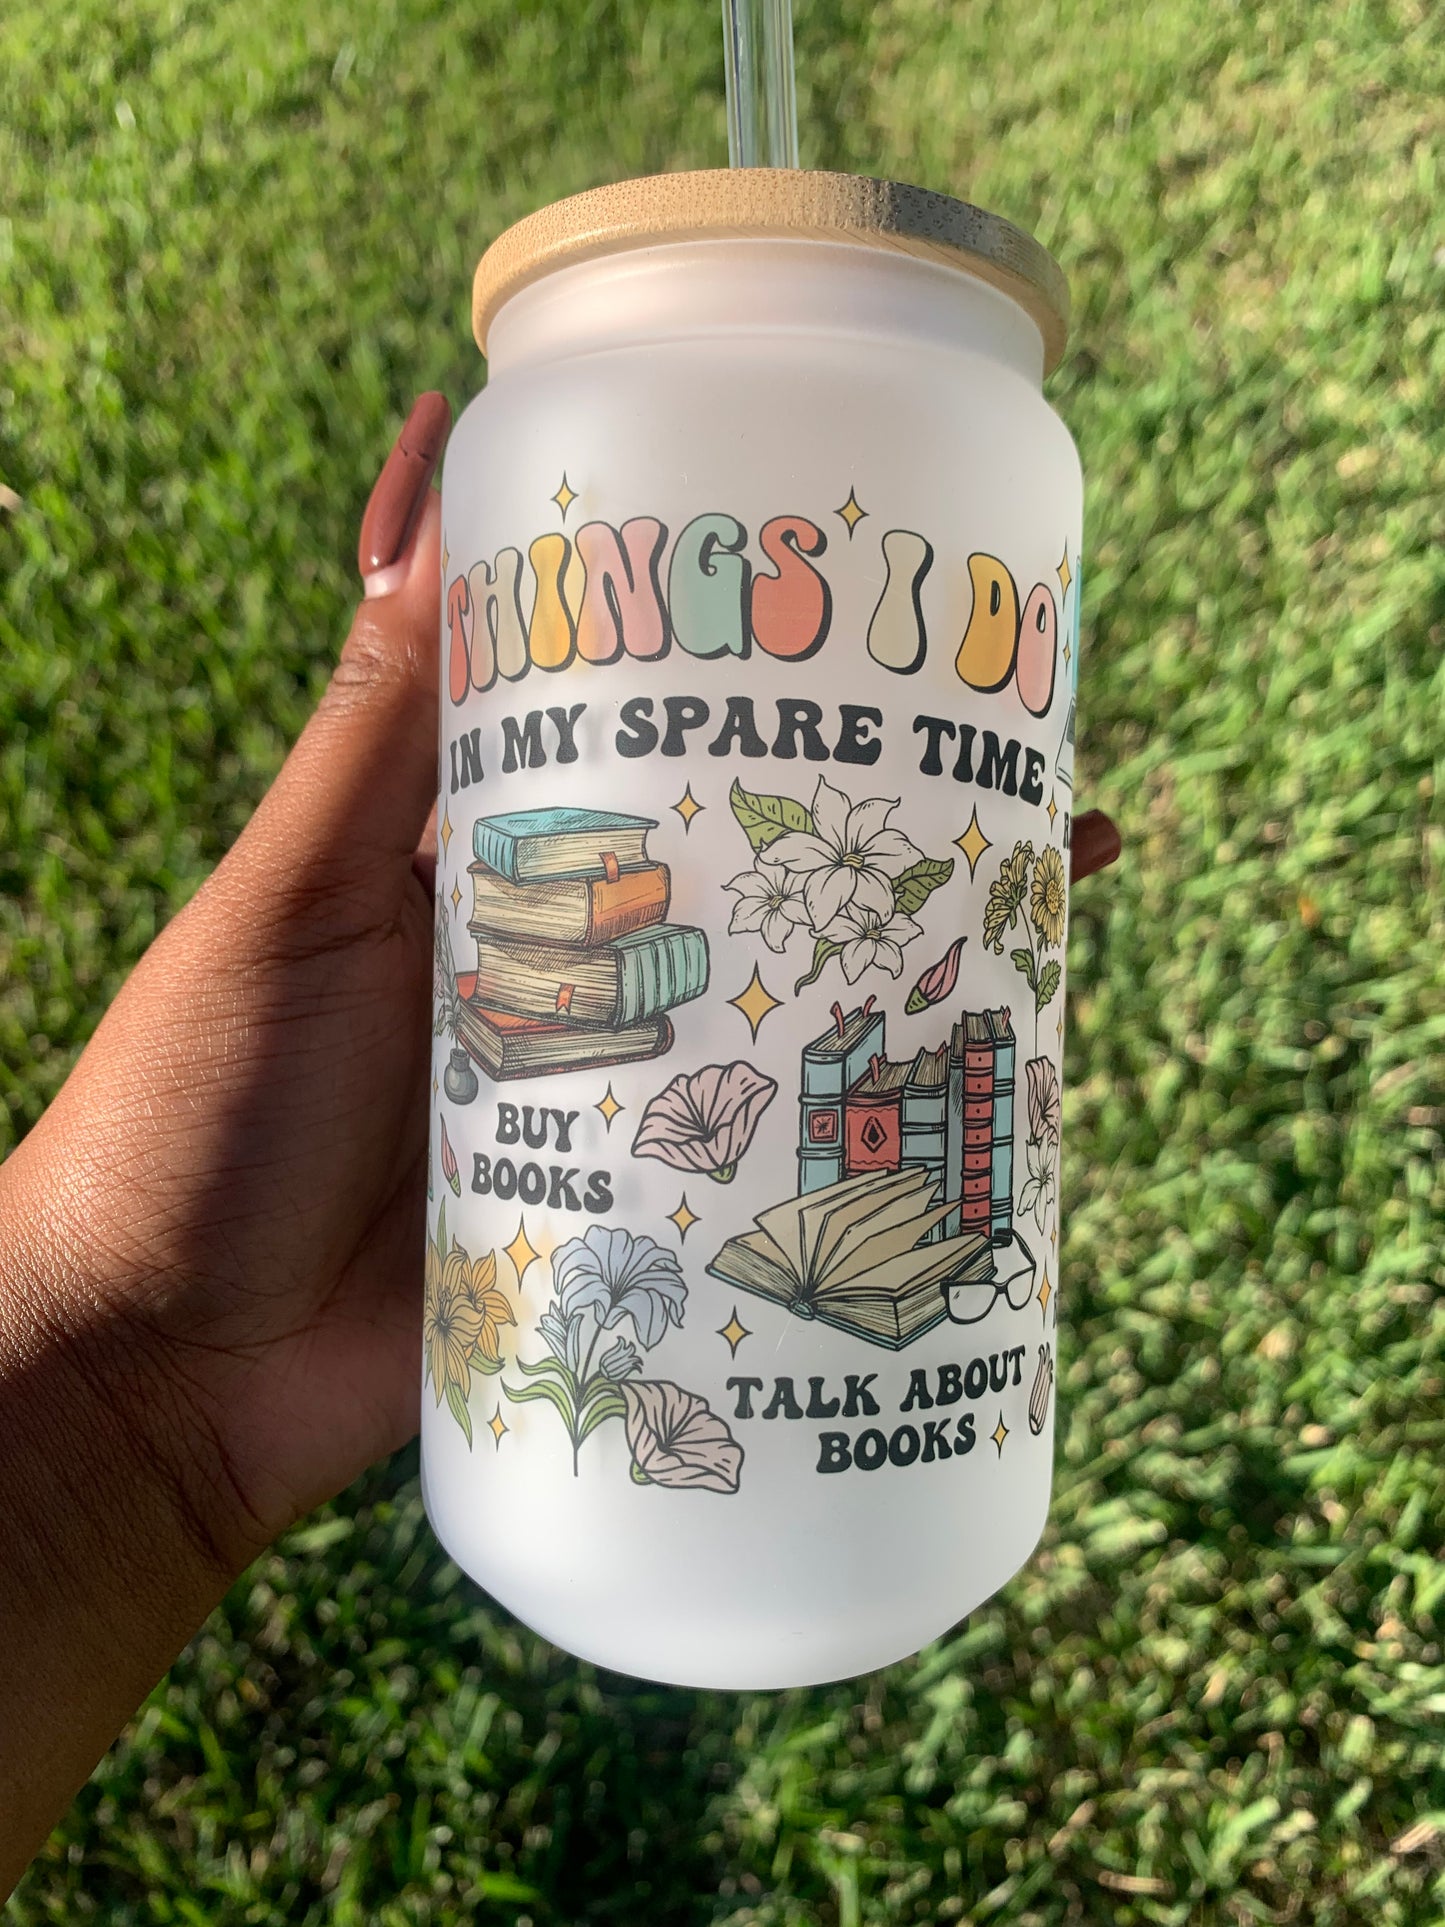 THINGS I DO
IN MY SPARE TIME
BUY
BOOKS
TALK ABOUT
BOOKS